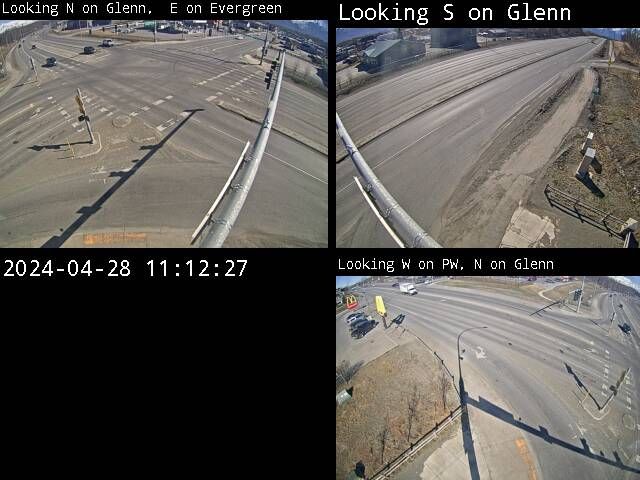 Looking N on Glenn,  E on Evergreen
Looking S on Glenn
2024-04-28 11:12:27
Looking W on PW, N on Glenn